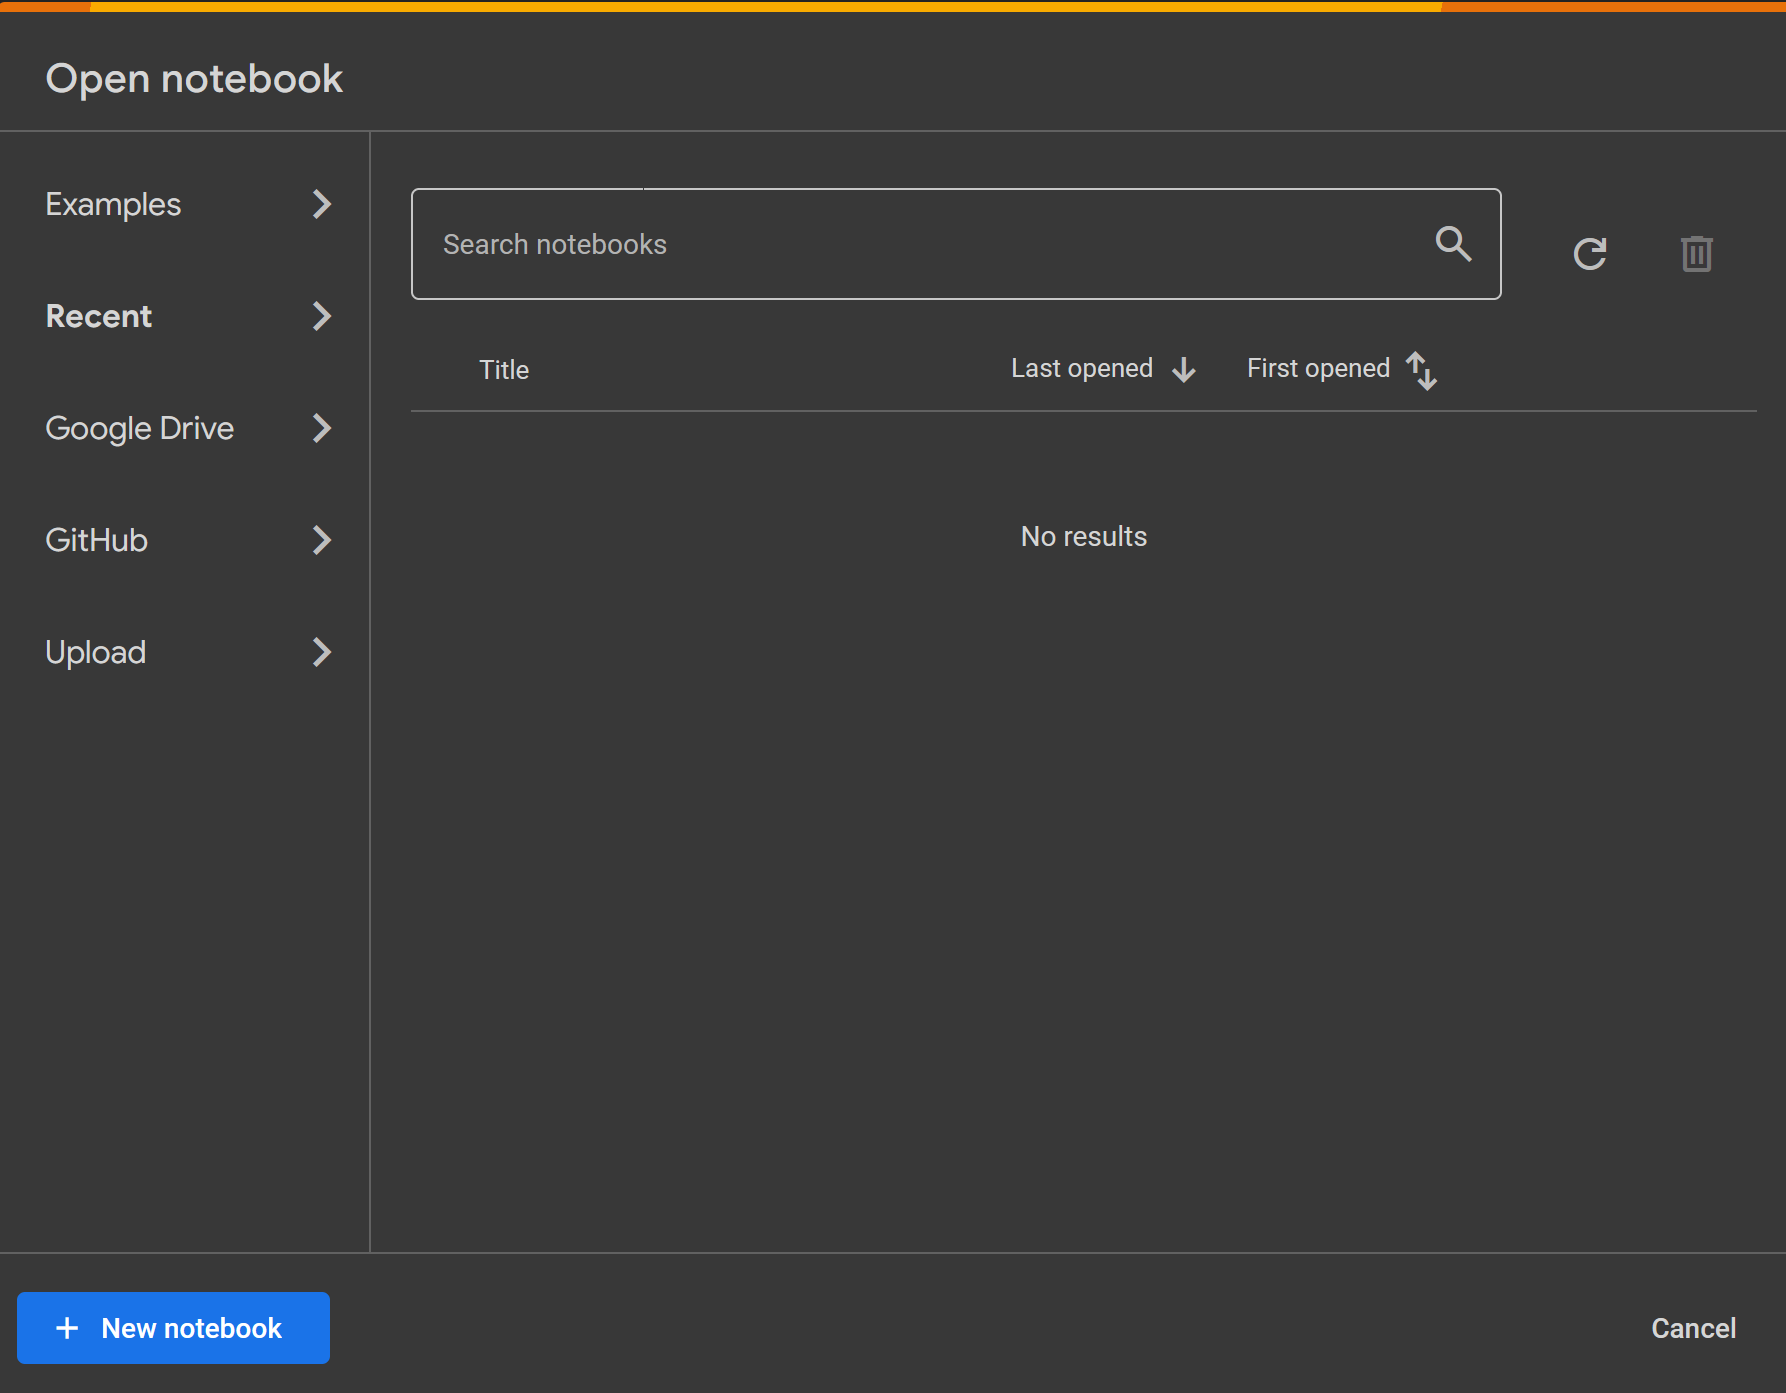 Open notebook
Examples
Recent
Google Drive
GitHub
Upload
Search notebooks
Title Last opened First opened
No results
New notebook
Cancel